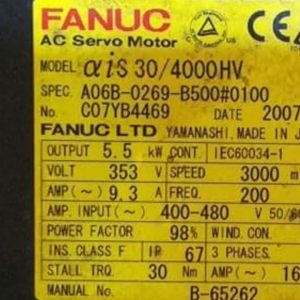 FANUC CE
AC Servo Motor
MODEL αiS 30/4000HV
SPEC. A06B-0269-B500#0100
No. C07YB4469 DATE 2007
FANUC LTD YAMANASHI, MADE IN J
OUTPUT 5.5 kW CONT. IEC60034-1
VOLT 353 V SPEED 3000 m
AMP(~) 9.3 A FREQ. 200
AMP. INPUT(~) 400-480 V 50/6
POWER FACTOR 98% WIND. CON.
INS. CLASS F IP 67 3 PHASES.
STALL TRQ. 30 Nm AMP(~) 16
MANUAL No. B-65262